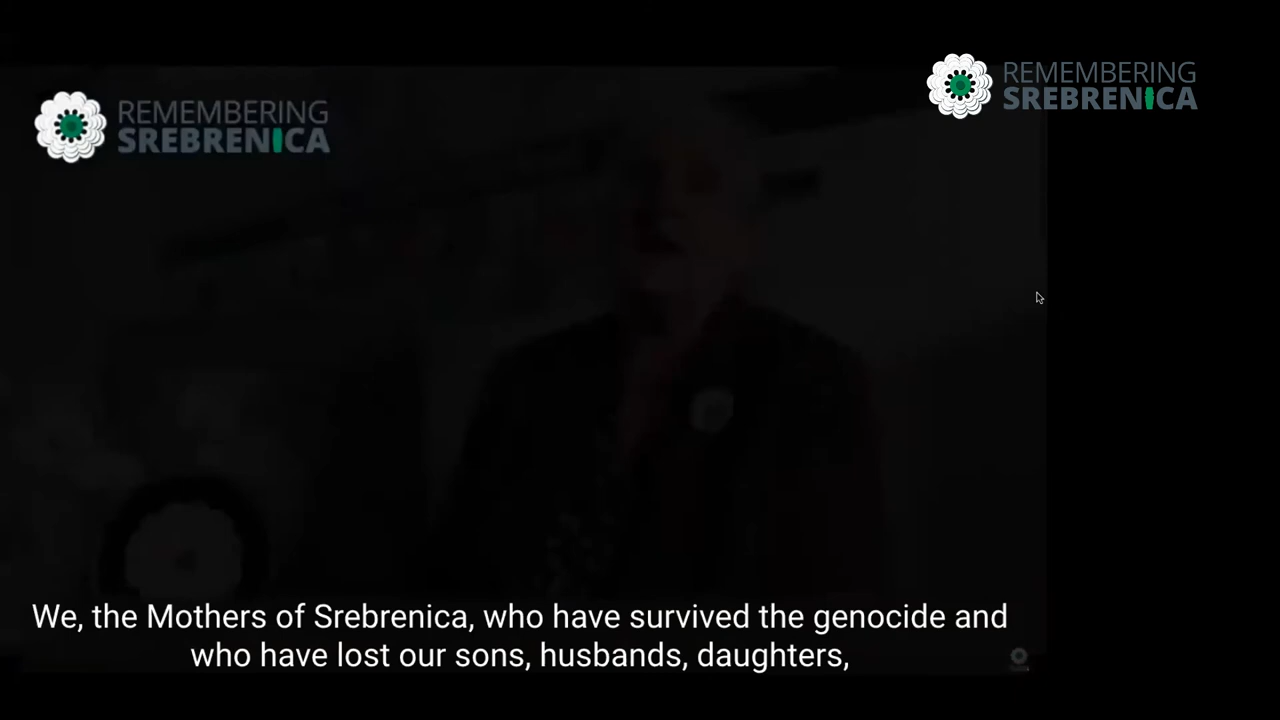 REMEMBERING
SREBRENICA
REMEMBERING
SREBRENICA
We, the Mothers of Srebrenica, who have survived the genocide and
who have lost our sons, husbands, daughters,